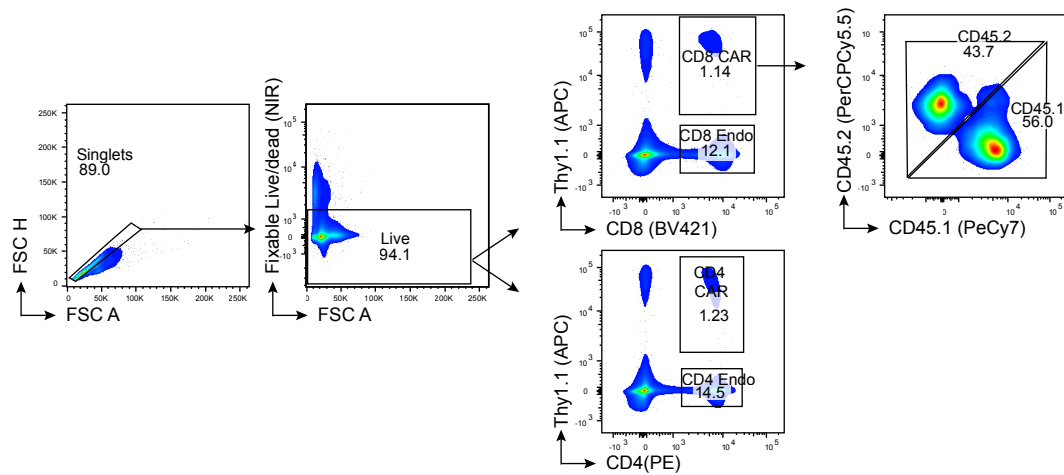 Singlets
89.0
250K
200K
150K
100K
50K
0
0 50K 100K 150K 200K 250K
FSC H
FSC A
Fixable Live/dead (NIR)
10^5
10^4
10^3
0
-10^3
Live
94.1
0 50K 100K 150K 200K 250K
FSC A
Thy1.1 (APC)
10^5
10^4
10^3
0
-10^3
CD8 CAR
1.14
CD8 Endo
12.1
-10^3 0 10^3 10^4 10^5
CD8 (BV421)
CD45.2 (PerCPCy5.5)
10^5
10^4
10^3
0
-10^3
CD45.2
43.7
CD45.1
56.0
-10^3 0 10^3 10^4 10^5
CD45.1 (PeCy7)
Thy1.1 (APC)
10^5
10^4
10^3
0
-10^3
CD4
CAR
1.23
CD4 Endo
14.5
-10^3 0 10^3 10^4 10^5
CD4(PE)